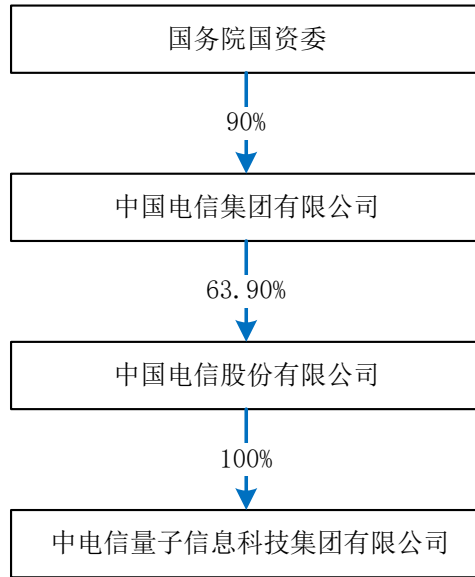 国务院国资委
90%
中国电信集团有限公司
63.90%
中国电信股份有限公司
100%
中电信量子信息科技集团有限公司